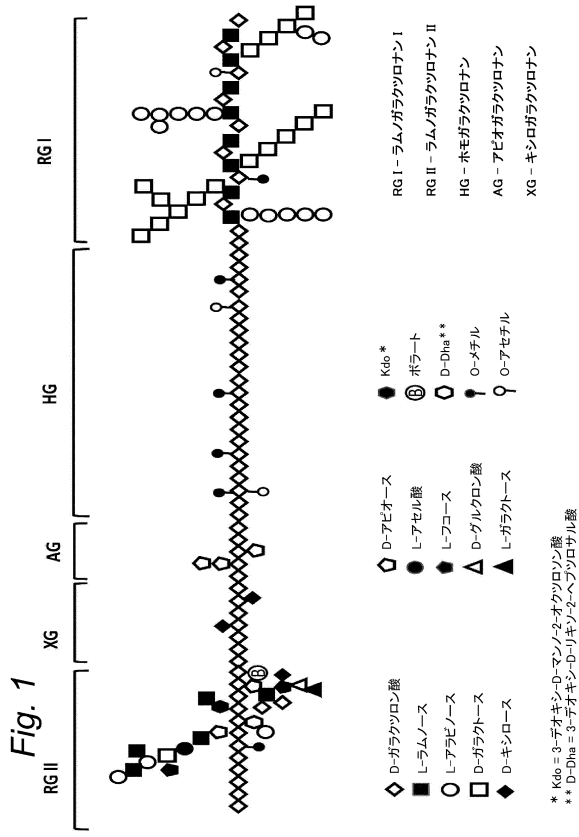 Fig. 1
RG II
XG
AG
HG
RG I
D-ガラクツロン酸
L-ラムノース
L-アラビノース
D-ガラクトース
D-キシロース
D-アピオース
L-アセル酸
L-フコース
D-グルクロン酸
L-ガラクトース
Kdo*
B ボラート
D-Dha**
O-メチル
O-アセチル
RG I - ラムノガラクツロナン I
RG II - ラムノガラクツロナン II
HG - ホモガラクツロナン
AG - アピオガラクツロナン
XG - キシロガラクツロナン
* Kdo = 3-デオキシ-D-マンノ-2-オクツロソン酸
** D-Dha = 3-デオキシ-D-リキソ-2-ヘプツロサル酸
B